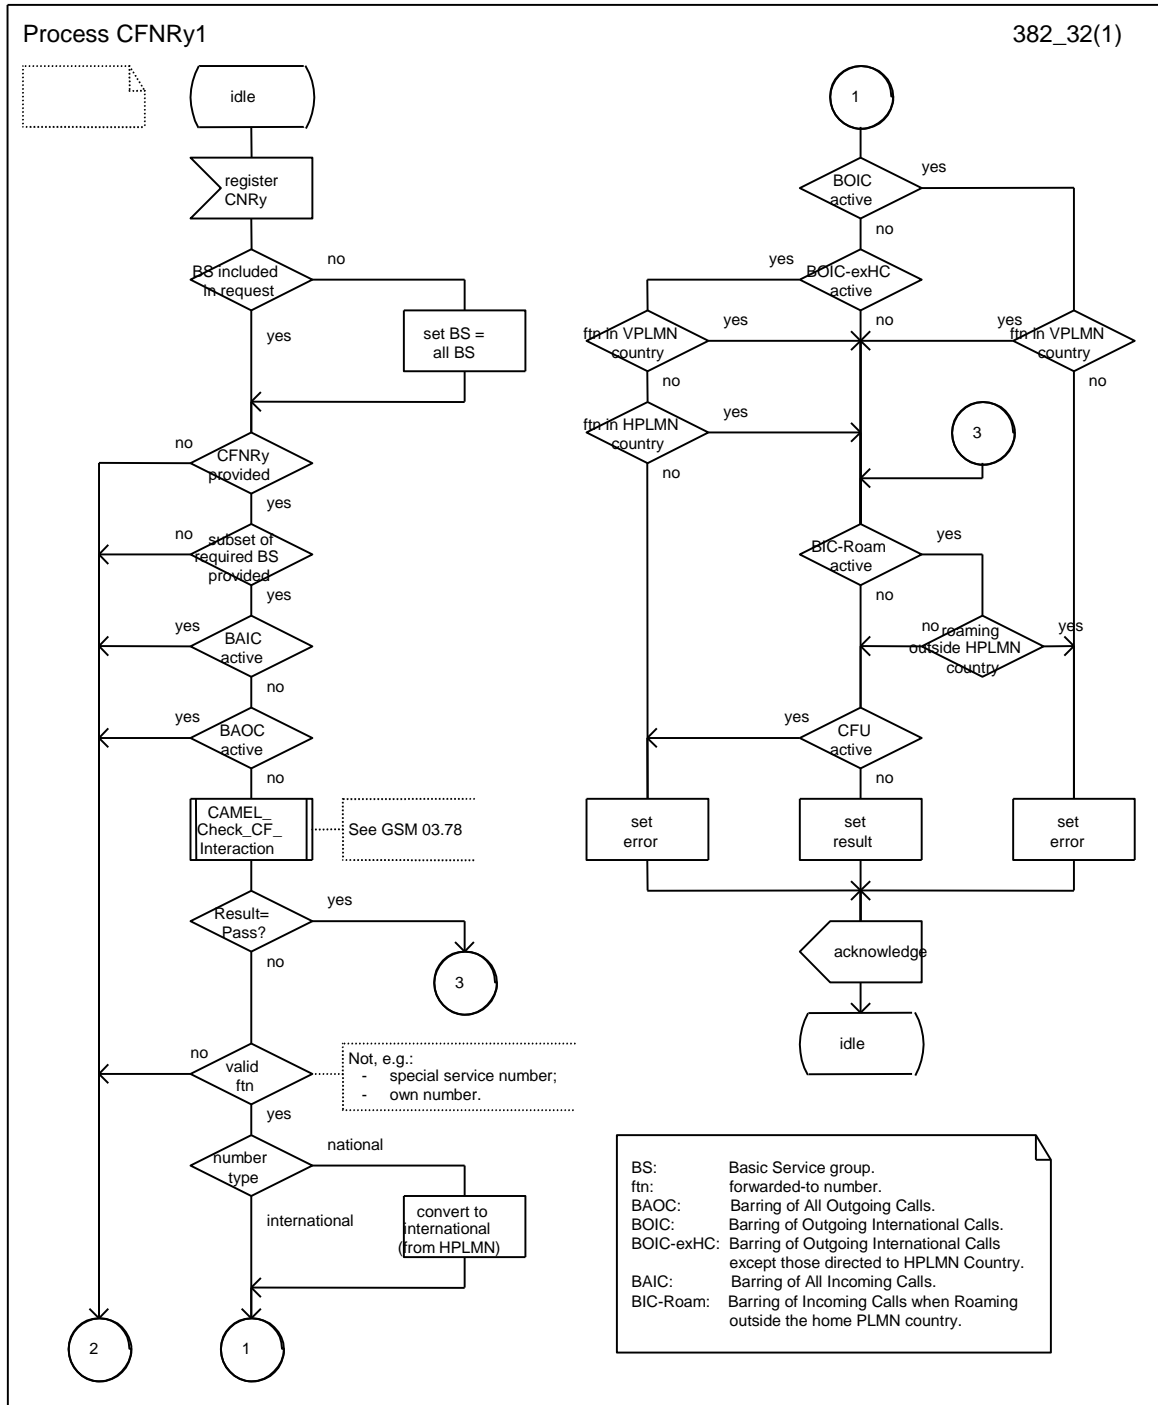 Process CFNRy1
382_32(1)
idle
register
CNRy
BS included
in request
no
yes
set BS =
all BS
no
CFNRy
provided
yes
no
subset of
required BS
provided
yes
yes
BAIC
active
no
yes
BAOC
active
no
CAMEL_
Check_CF_
Interaction
See GSM 03.78
Result=
Pass?
yes
no
3
no
valid
ftn
Not, e.g.:
- special service number;
- own number.
yes
number
type
national
international
convert to
international
(from HPLMN)
2
1
1
BOIC
active
yes
no
yes
BOIC-exHC
active
no
ftn in VPLMN
country
yes
no
yes
ftn in VPLMN
country
no
ftn in HPLMN
country
yes
no
3
BIC-Roam
active
yes
no
no
roaming
outside HPLMN
country
yes
yes
CFU
active
no
set
error
set
result
set
error
acknowledge
idle
BS: Basic Service group.
ftn: forwarded-to number.
BAOC: Barring of All Outgoing Calls.
BOIC: Barring of Outgoing International Calls.
BOIC-exHC: Barring of Outgoing International Calls
except those directed to HPLMN Country.
BAIC: Barring of All Incoming Calls.
BIC-Roam: Barring of Incoming Calls when Roaming
outside the home PLMN country.